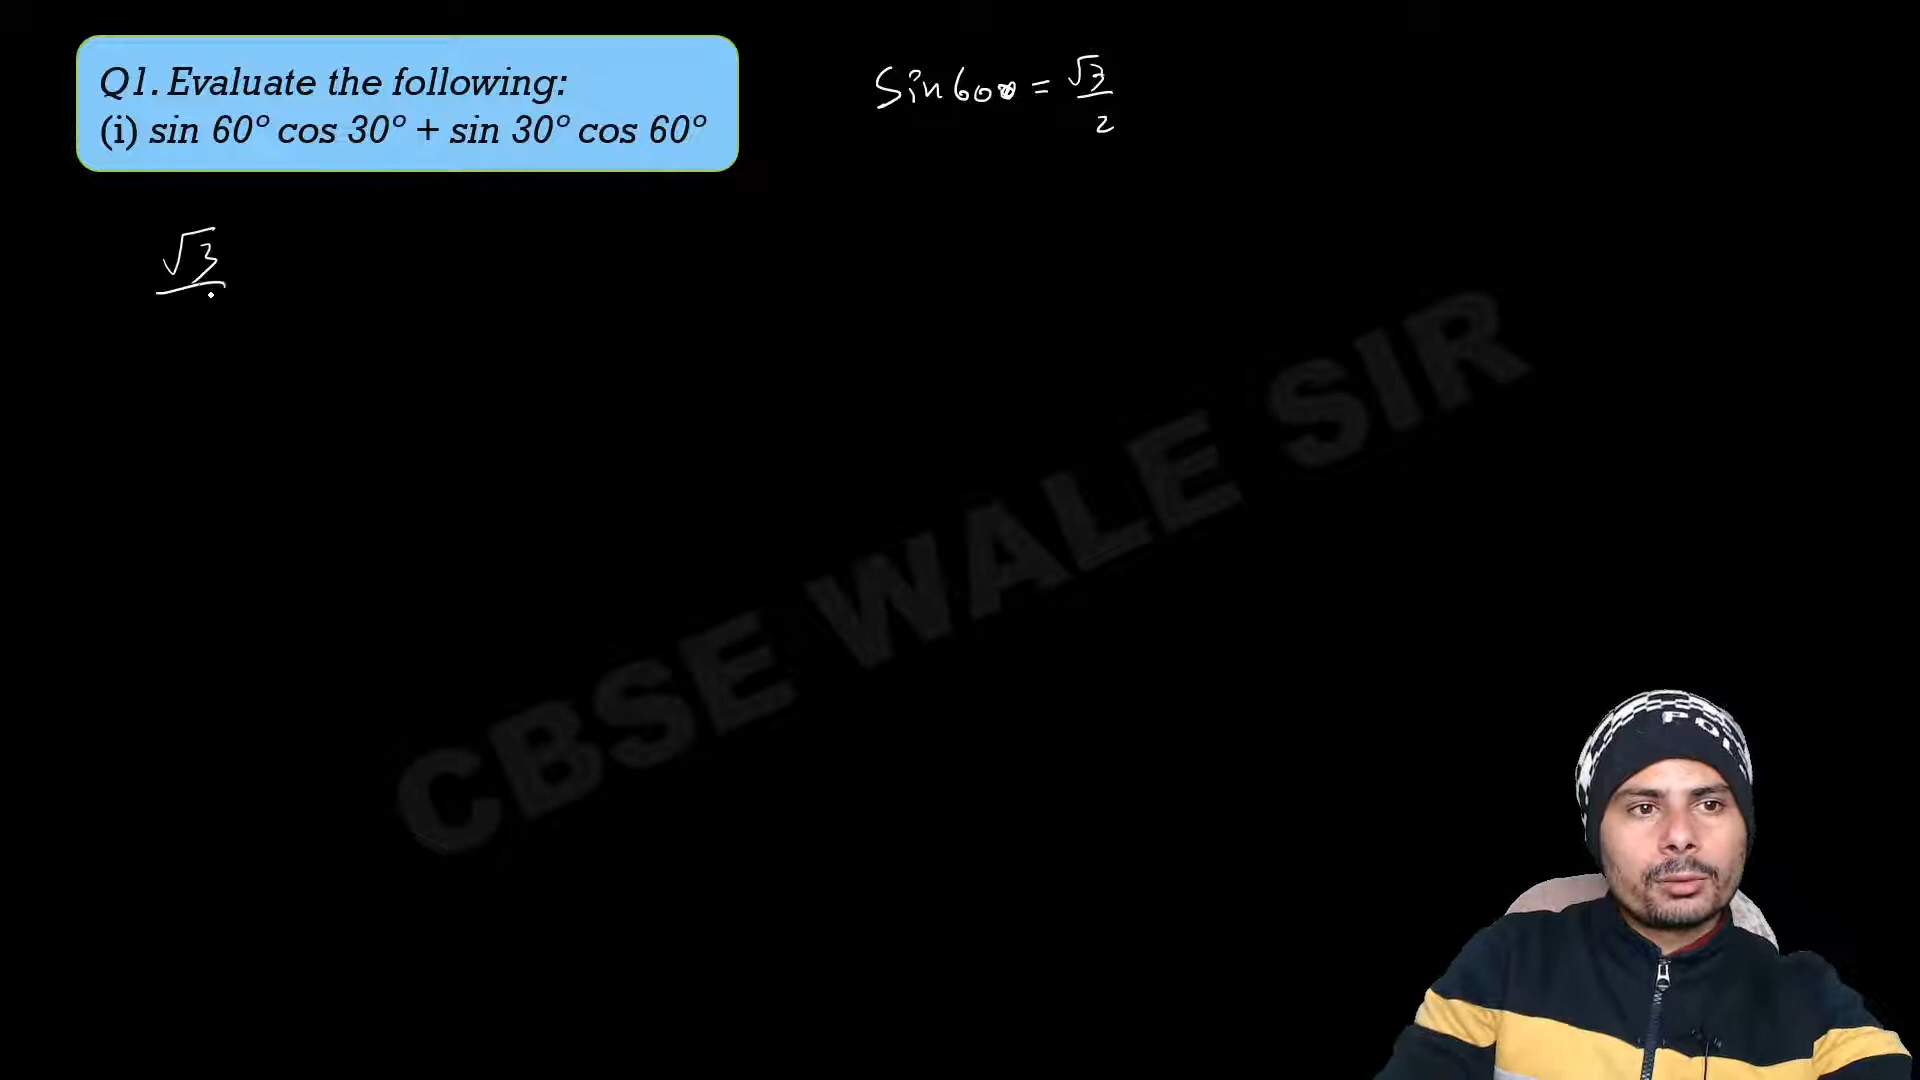 Q1. Evaluate the following:
(i) sin 60° cos 30° + sin 30° cos 60°
Sin 60° = √3/2
√3
CBSE WALE SIR